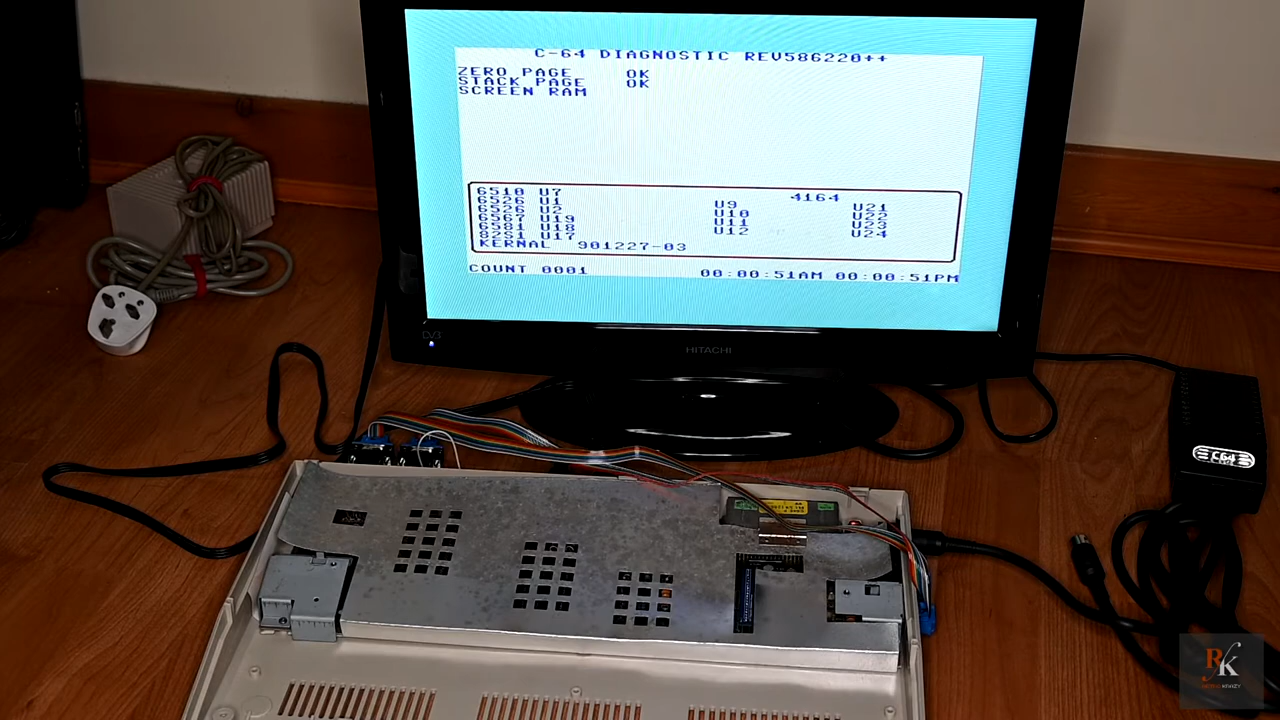 C-64 DIAGNOSTIC REV586220++
ZERO PAGE OK
STACK PAGE OK
SCREEN RAM
4164
6510 U7
6526 U1 U9 U21
6526 U2 U10 U22
6567 U19 U11 U23
6581 U18 U12 U24
82S1 U17
KERNAL 901227-03
COUNT 0001 00:00:51AM 00:00:51PM
HITACHI
C64
RK